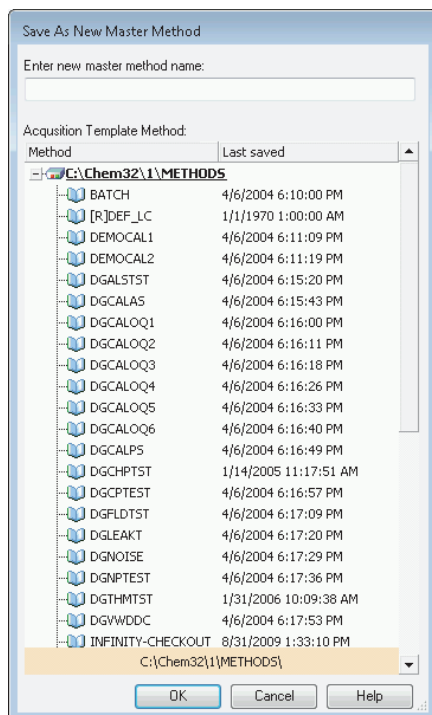 Save As New Master Method
Enter new master method name:
Acqusition Template Method:
Method Last saved
C:\Chem32\1\METHODS
BATCH 4/6/2004 6:10:00 PM
[R]DEF_LC 1/1/1970 1:00:00 AM
DEMOCAL1 4/6/2004 6:11:09 PM
DEMOCAL2 4/6/2004 6:11:19 PM
DGALSTST 4/6/2004 6:15:20 PM
DGCALAS 4/6/2004 6:15:43 PM
DGCALOQ1 4/6/2004 6:16:00 PM
DGCALOQ2 4/6/2004 6:16:11 PM
DGCALOQ3 4/6/2004 6:16:18 PM
DGCALOQ4 4/6/2004 6:16:26 PM
DGCALOQ5 4/6/2004 6:16:33 PM
DGCALOQ6 4/6/2004 6:16:40 PM
DGCALPS 4/6/2004 6:16:49 PM
DGCHPTST 1/14/2005 11:17:51 AM
DGCPTEST 4/6/2004 6:16:57 PM
DGFLDTST 4/6/2004 6:17:09 PM
DGLEAKT 4/6/2004 6:17:20 PM
DGNOISE 4/6/2004 6:17:29 PM
DGNPTEST 4/6/2004 6:17:36 PM
DGTHMTST 1/31/2006 10:09:38 AM
DGVWDDC 4/6/2004 6:17:53 PM
INFINITY-CHECKOUT 8/31/2009 1:33:10 PM
C:\Chem32\1\METHODS\
OK Cancel Help